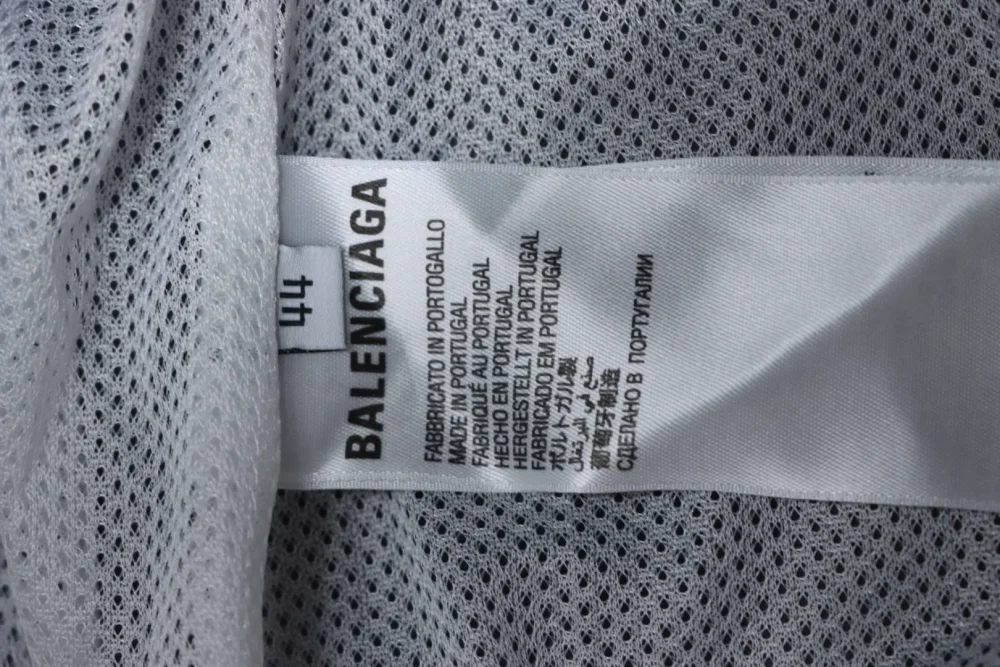 44
BALENCIAGA
FABBRICATO IN PORTOGALLO
MADE IN PORTUGAL
FABRIQUÉ AU PORTUGAL
HECHO EN PORTUGAL
HERGESTELLT IN PORTUGAL
FABRICADO EM PORTUGAL
ポルトガル製
صنع في البرتغال
葡萄牙制造
СДЕЛАНО В ПОРТУГАЛИИ